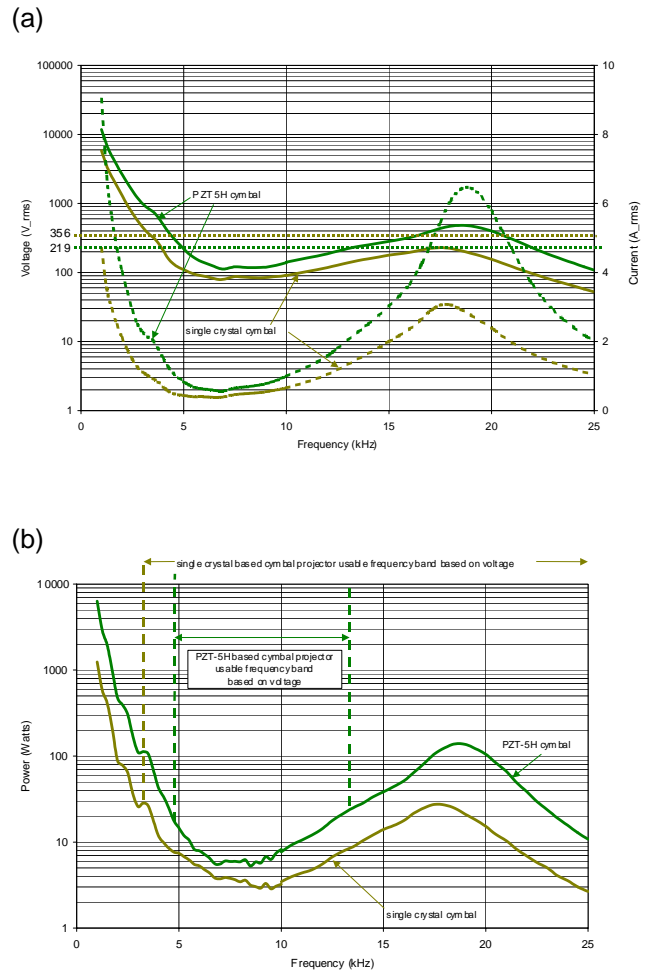 (a)
100000
10000
1000
356
219
100
10
1
Voltage (V_rms)
10
8
6
4
2
0
Current (A_rms)
PZT 5H cymbal
single crystal cymbal
0 5 10 15 20 25
Frequency (kHz)
(b)
single crystal based cymbal projector usable frequency band based on voltage
10000
1000
100
10
1
Power (Watts)
PZT-5H based cymbal projector
usable frequency band
based on voltage
PZT-5H cymbal
single crystal cymbal
0 5 10 15 20 25
Frequency (kHz)